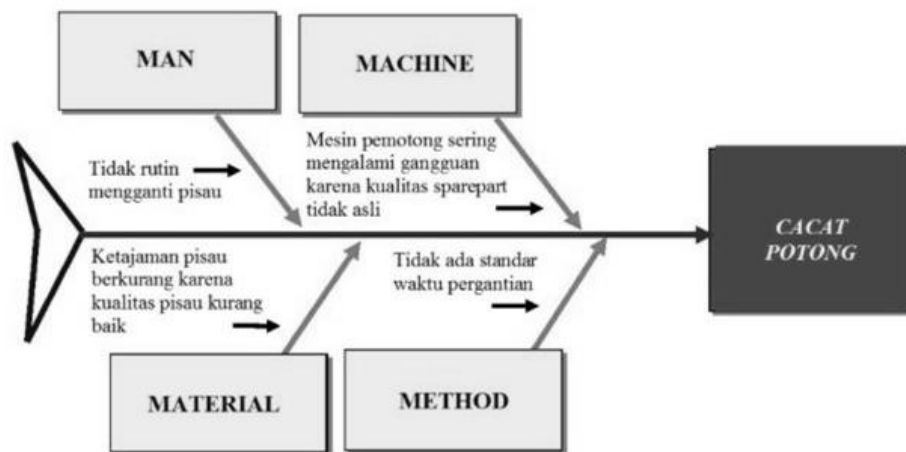 MAN
MACHINE
Tidak rutin
mengganti pisau
Mesin pemotong sering
mengalami gangguan
karena kualitas sparepart
tidak asli
CACAT
POTONG
Ketajaman pisau
berkurang karena
kualitas pisau kurang
baik
Tidak ada standar
waktu pergantian
MATERIAL
METHOD